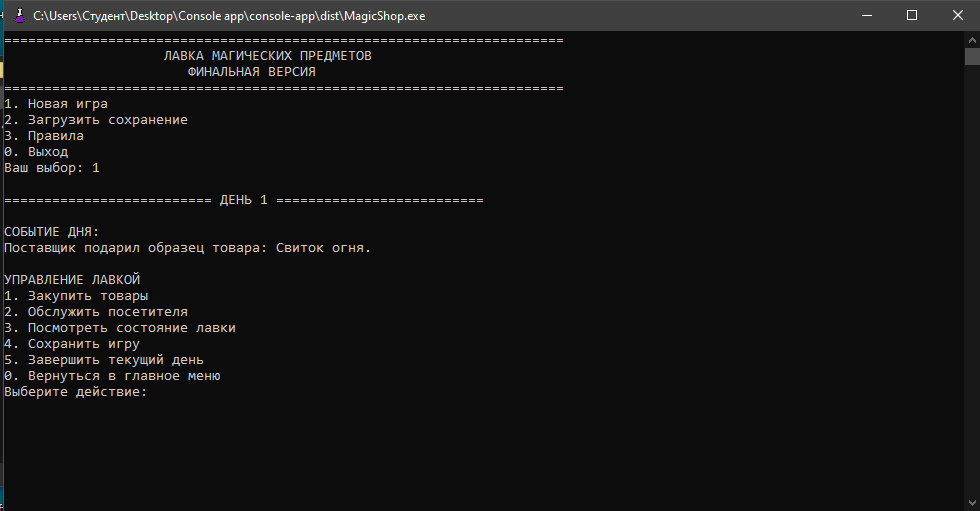 C:\Users\Студент\Desktop\Console app\console-app\dist\MagicShop.exe
======================================================================
ЛАВКА МАГИЧЕСКИХ ПРЕДМЕТОВ
ФИНАЛЬНАЯ ВЕРСИЯ
======================================================================
1. Новая игра
2. Загрузить сохранение
3. Правила
0. Выход
Ваш выбор: 1
========================== ДЕНЬ 1 ==========================
СОБЫТИЕ ДНЯ:
Поставщик подарил образец товара: Свиток огня.
УПРАВЛЕНИЕ ЛАВКОЙ
1. Закупить товары
2. Обслужить посетителя
3. Посмотреть состояние лавки
4. Сохранить игру
5. Завершить текущий день
0. Вернуться в главное меню
Выберите действие: